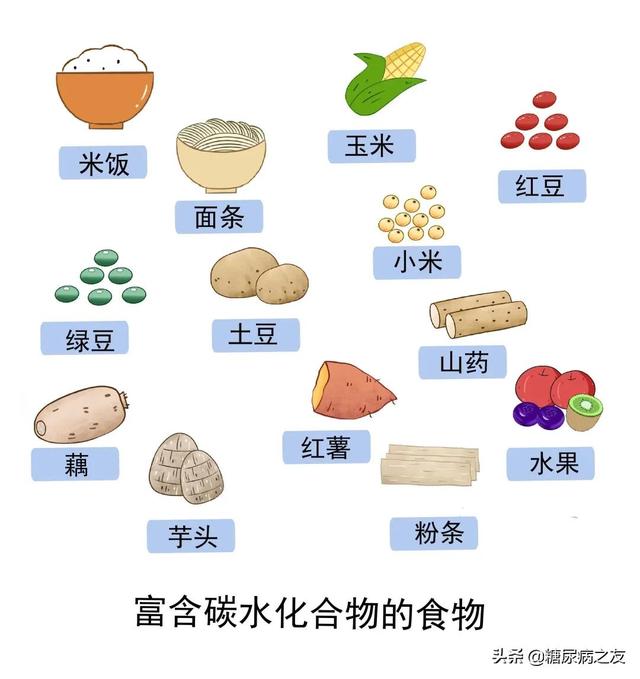 米饭
玉米
红豆
面条
小米
绿豆
土豆
山药
藕
红薯
水果
芋头
粉条
富含碳水化合物的食物
头条 @糖尿病之友